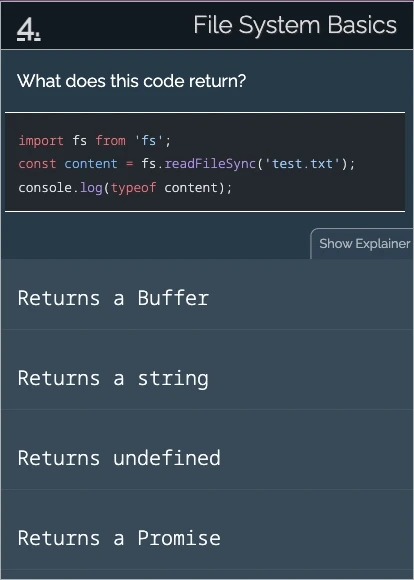 4.
File System Basics
What does this code return?
import fs from 'fs';
const content = fs.readFileSync('test.txt');
console.log(typeof content);
Show Explainer
Returns a Buffer
Returns a string
Returns undefined
Returns a Promise